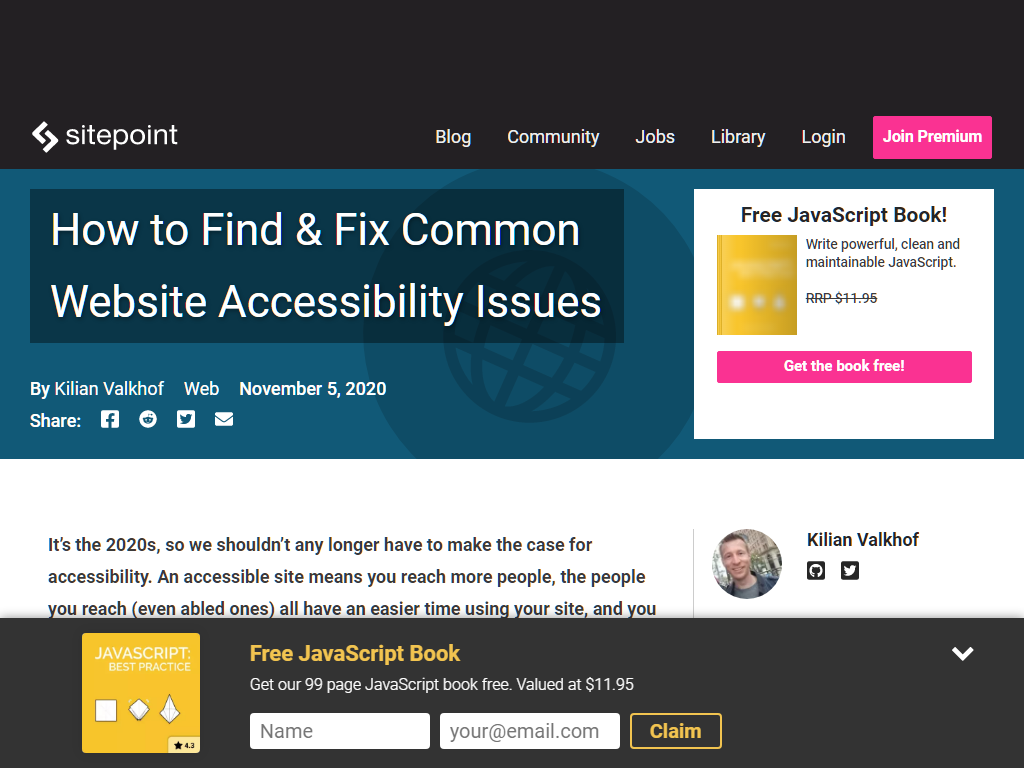 sitepoint
Blog Community Jobs Library Login Join Premium
How to Find & Fix Common
Website Accessibility Issues
By Kilian Valkhof Web November 5, 2020
Share:
Free JavaScript Book!
Write powerful, clean and
maintainable JavaScript.
RRP $11.95
Get the book free!
It's the 2020s, so we shouldn't any longer have to make the case for
accessibility. An accessible site means you reach more people, the people
you reach (even abled ones) all have an easier time using your site, and you
Kilian Valkhof
JAVASCRIPT:
BEST PRACTICE
4.3
Free JavaScript Book
Get our 99 page JavaScript book free. Valued at $11.95
Name your@email.com Claim